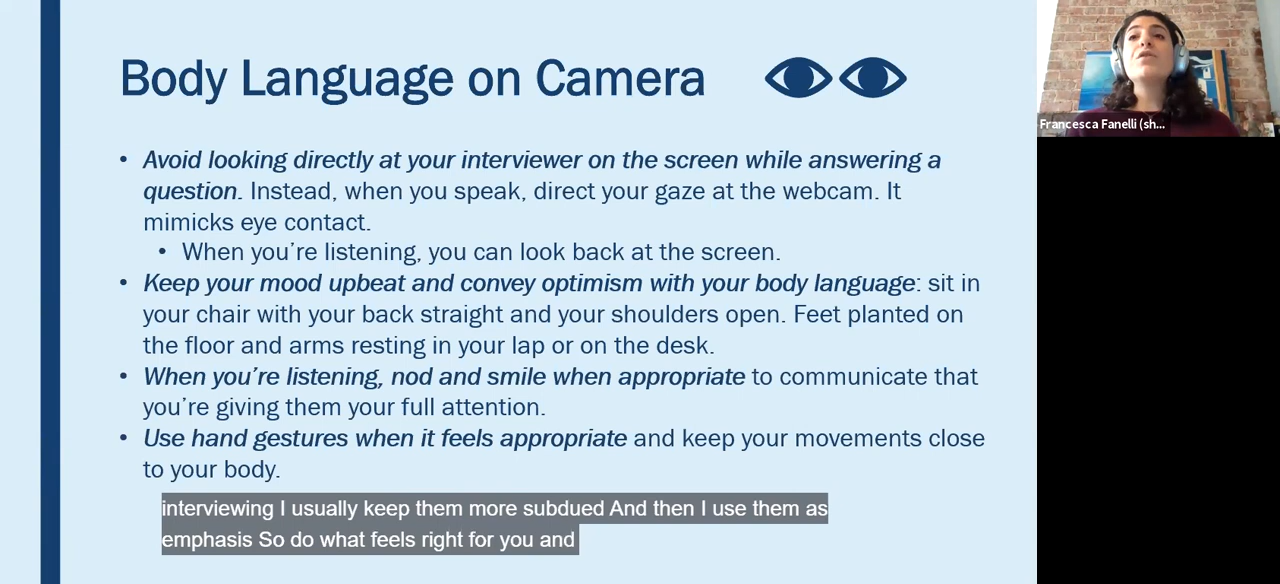 Body Language on Camera
• Avoid looking directly at your interviewer on the screen while answering a
question. Instead, when you speak, direct your gaze at the webcam. It
mimicks eye contact.
• When you’re listening, you can look back at the screen.
• Keep your mood upbeat and convey optimism with your body language: sit in
your chair with your back straight and your shoulders open. Feet planted on
the floor and arms resting in your lap or on the desk.
• When you’re listening, nod and smile when appropriate to communicate that
you’re giving them your full attention.
• Use hand gestures when it feels appropriate and keep your movements close
to your body.
interviewing I usually keep them more subdued And then I use them as
emphasis So do what feels right for you and
Francesca Fanelli (sh...